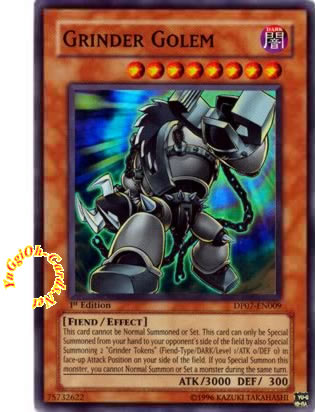 GRINDER GOLEM
DARK
闇
YuGgiOh-Cards.Net
1st Edition
DP02-EN009
[FIEND / EFFECT]
This card cannot be Normal Summoned or Set. This card can only be Special
Summoned from your hand to your opponent's side of the field by also Special
Summoning 2 "Grinder Tokens" (Fiend-Type/DARK/Level 1/ATK 0/DEF 0) in
face-up Attack Position on your side of the field. If you Special Summon this
monster, you cannot Normal Summon or Set a monster during the same turn.
ATK/3000 DEF/ 300
75732622
©1996 KAZUKI TAKAHASHI